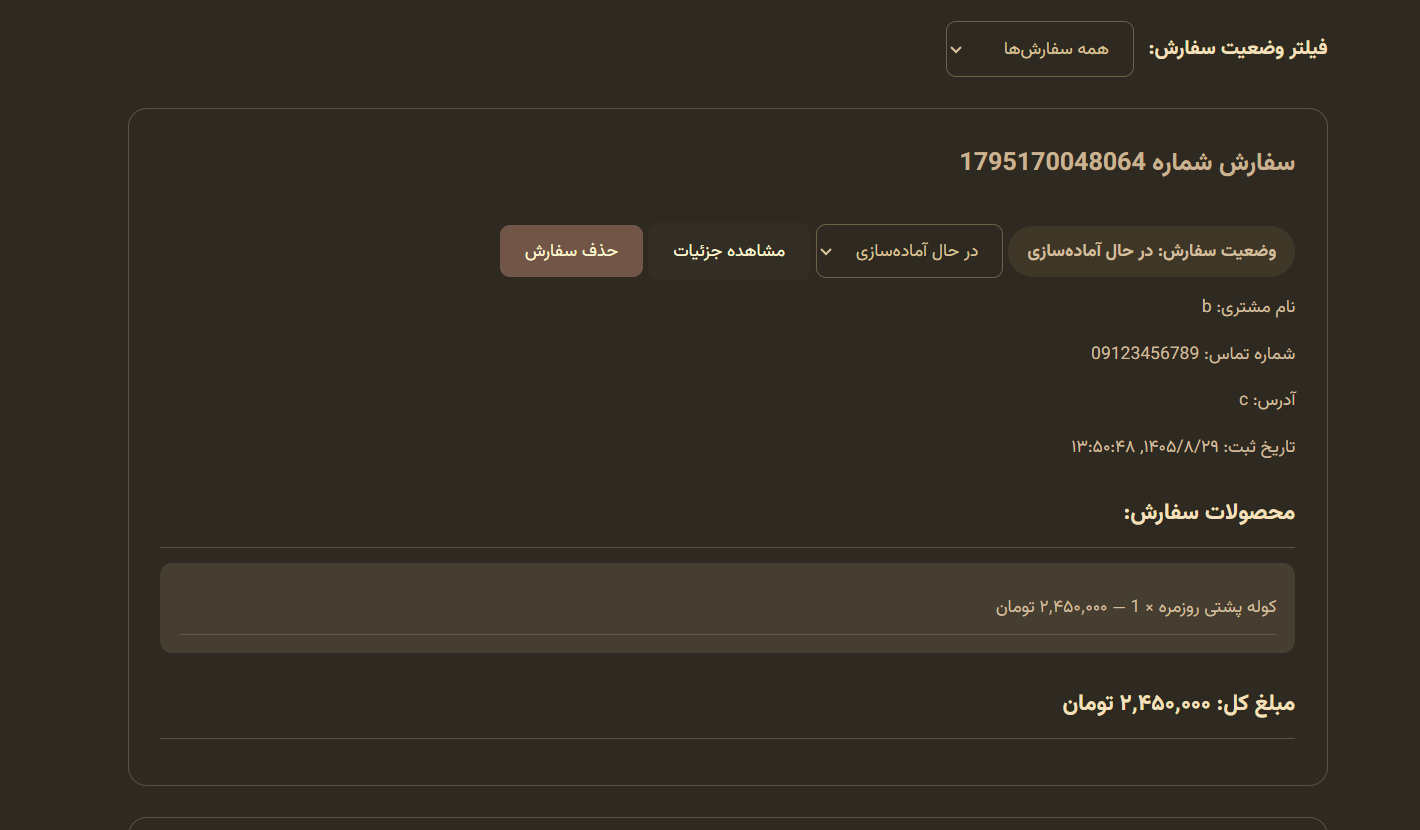 فیلتر وضعیت سفارش: همه سفارش‌ها
سفارش شماره 1795170048064
وضعیت سفارش: در حال آماده‌سازی در حال آماده‌سازی مشاهده جزئیات حذف سفارش
نام مشتری: b
شماره تماس: 09123456789
آدرس: c
تاریخ ثبت: ۱۴۰۵/۸/۲۹, ۱۳:۵۰:۴۸
محصولات سفارش:
کوله پشتی روزمره × 1 — ۲,۴۵۰,۰۰۰ تومان
مبلغ کل: ۲,۴۵۰,۰۰۰ تومان